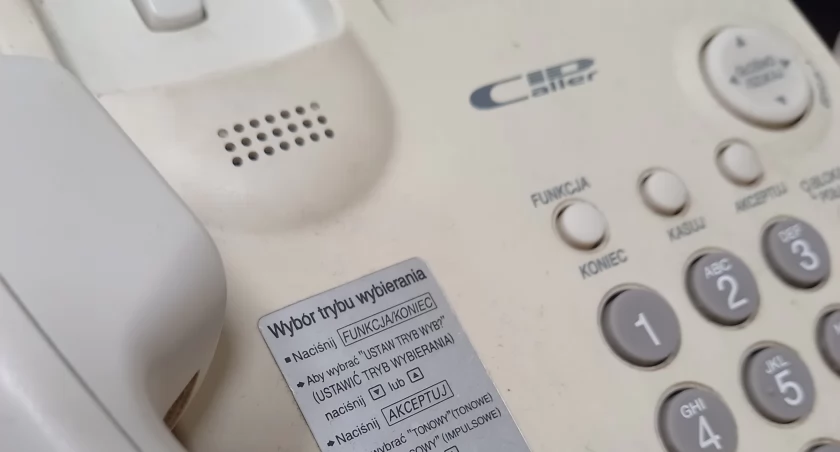 CIP
Caller
FUNKCJA
KONIEC
KASUJ
AKCEPTUJ
ABC
2
DEF
3
1
JKL
5
GHI
4
Wybór trybu wybierania
▪ Naciśnij FUNKCJA/KONIEC
Aby wybrać "USTAW TRYB WYB?"
(USTAWIĆ TRYB WYBIERANIA)
naciśnij ▼ lub ▲
Naciśnij AKCEPTUJ
"TONOWY" (TONOWE)
(IMPULSOWE)